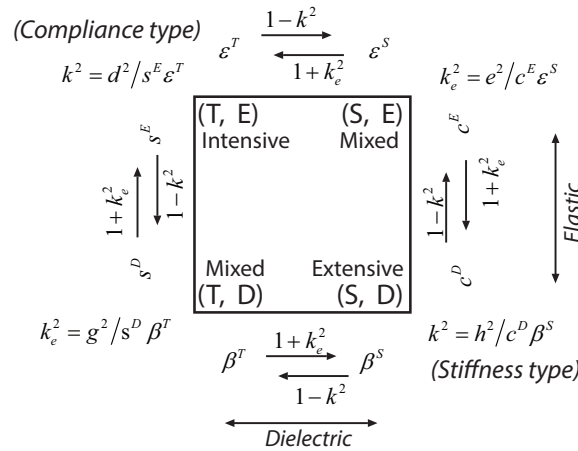 (Compliance type)
1−k²
ε^T ε^S
1+k_e²
k² = d²/s^E ε^T
k_e² = e²/c^E ε^S
(T, E) (S, E)
Intensive Mixed
s^E
c^E
1+k_e²
1−k²
1−k²
1+k_e²
Elastic
s^D
c^D
Mixed Extensive
(T, D) (S, D)
k_e² = g²/s^D β^T
k² = h²/c^D β^S
1+k_e²
β^T β^S
(Stiffness type)
1−k²
Dielectric